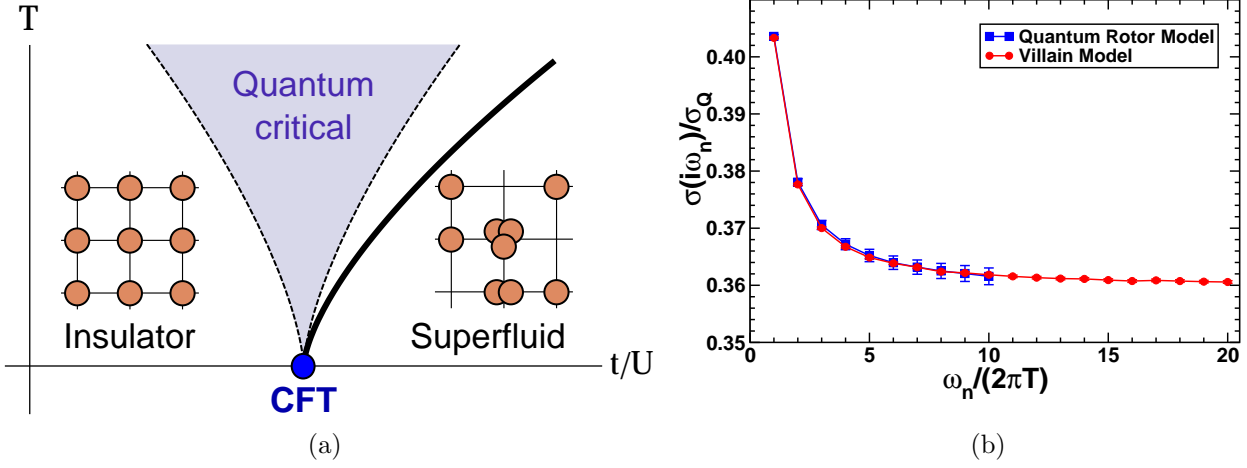 T
Quantum
critical
Insulator
Superfluid
t/U
CFT
(a)
σ(iω_n)/σ_Q
0.40
0.39
0.38
0.37
0.36
0.35
Quantum Rotor Model
Villain Model
0
5
10
15
20
ω_n/(2πT)
(b)